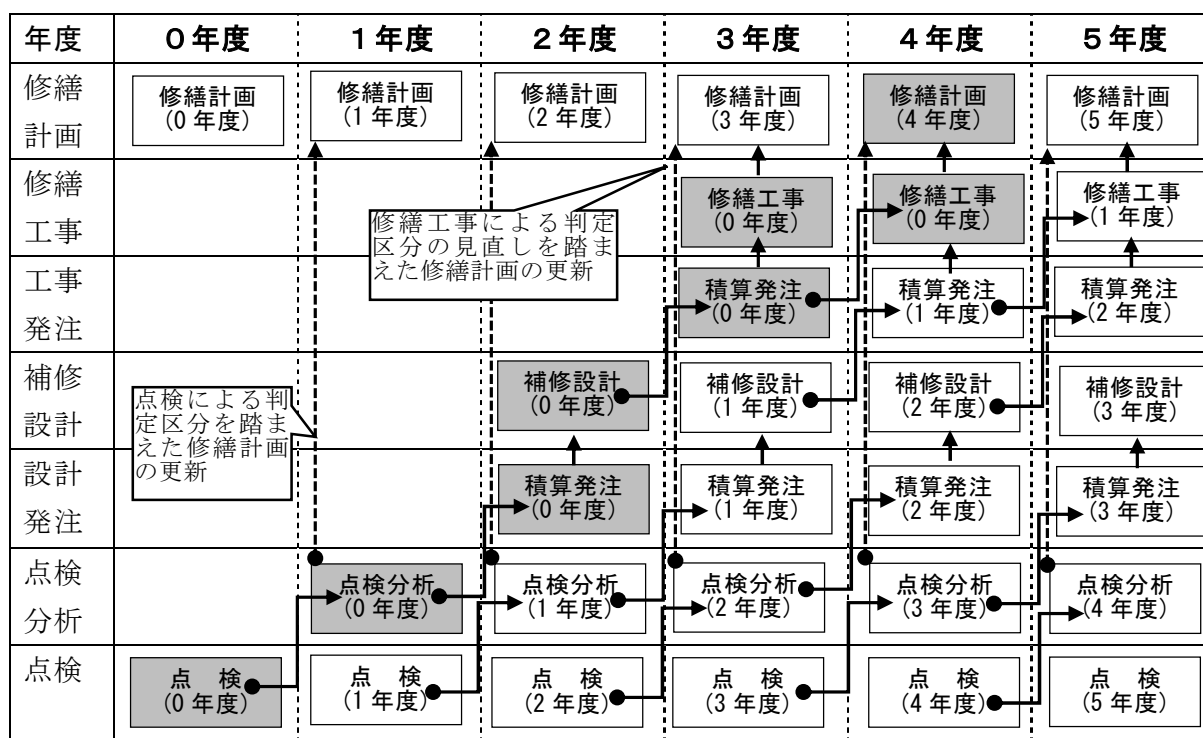 年度 0年度 1年度 2年度 3年度 4年度 5年度
修繕
計画
修繕計画
(0 年度)
修繕計画
(1 年度)
修繕計画
(2 年度)
修繕計画
(3 年度)
修繕計画
(4 年度)
修繕計画
(5 年度)
修繕
工事
修繕工事による判定
区分の見直しを踏ま
えた修繕計画の更新
修繕工事
(0 年度)
修繕工事
(0 年度)
修繕工事
(1 年度)
工事
発注
積算発注
(0 年度)
積算発注
(1 年度)
積算発注
(2 年度)
補修
設計
点検による判
定区分を踏ま
えた修繕計画
の更新
補修設計
(0 年度)
補修設計
(1 年度)
補修設計
(2 年度)
補修設計
(3 年度)
設計
発注
積算発注
(0 年度)
積算発注
(1 年度)
積算発注
(2 年度)
積算発注
(3 年度)
点検
分析
点検分析
(0 年度)
点検分析
(1 年度)
点検分析
(2 年度)
点検分析
(3 年度)
点検分析
(4 年度)
点検
点 検
(0 年度)
点 検
(1 年度)
点 検
(2 年度)
点 検
(3 年度)
点 検
(4 年度)
点 検
(5 年度)